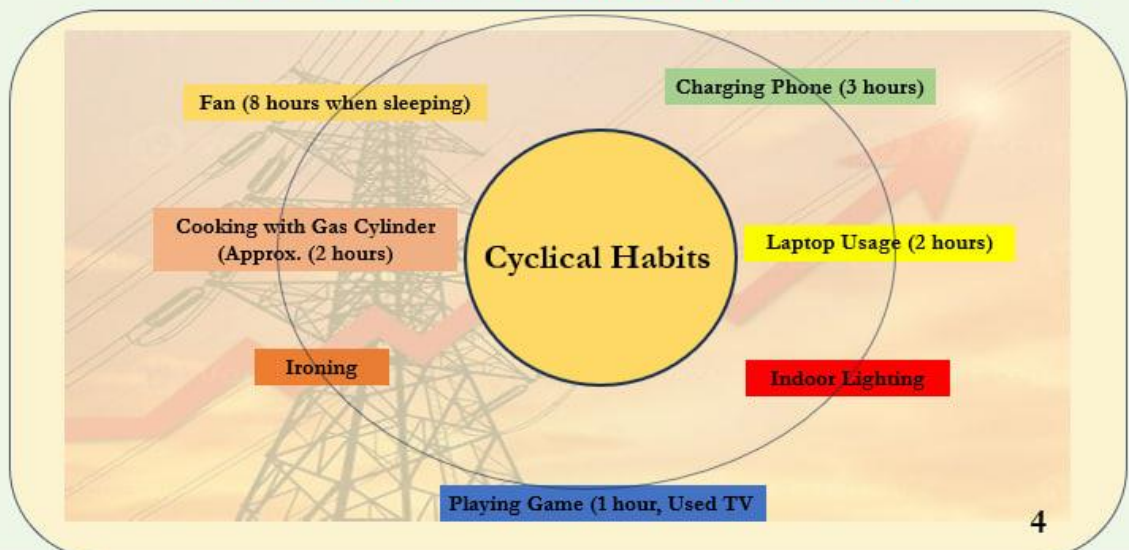 Fan (8 hours when sleeping)
Charging Phone (3 hours)
Cooking with Gas Cylinder
(Approx. (2 hours)
Cyclical Habits
Laptop Usage (2 hours)
Ironing
Indoor Lighting
Playing Game (1 hour, Used TV
4